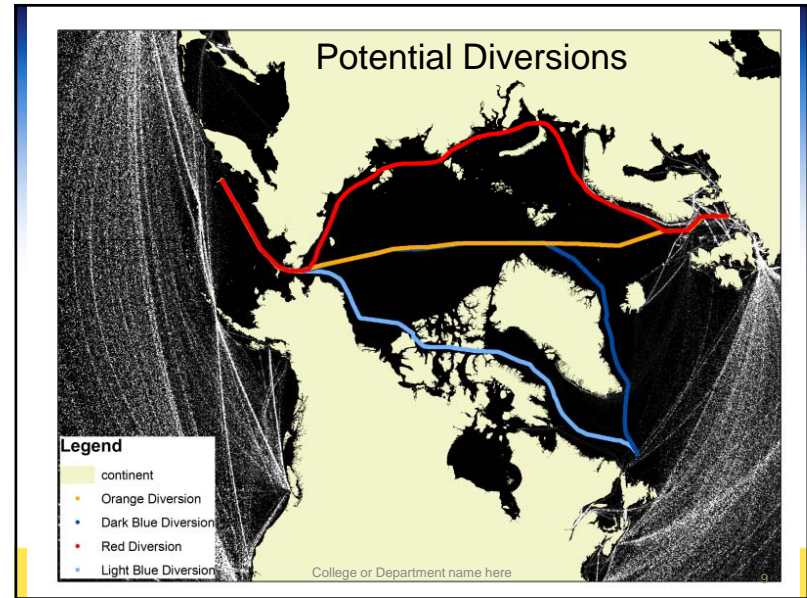 Potential Diversions
Legend
continent
Orange Diversion
Dark Blue Diversion
Red Diversion
Light Blue Diversion
College or Department name here
9